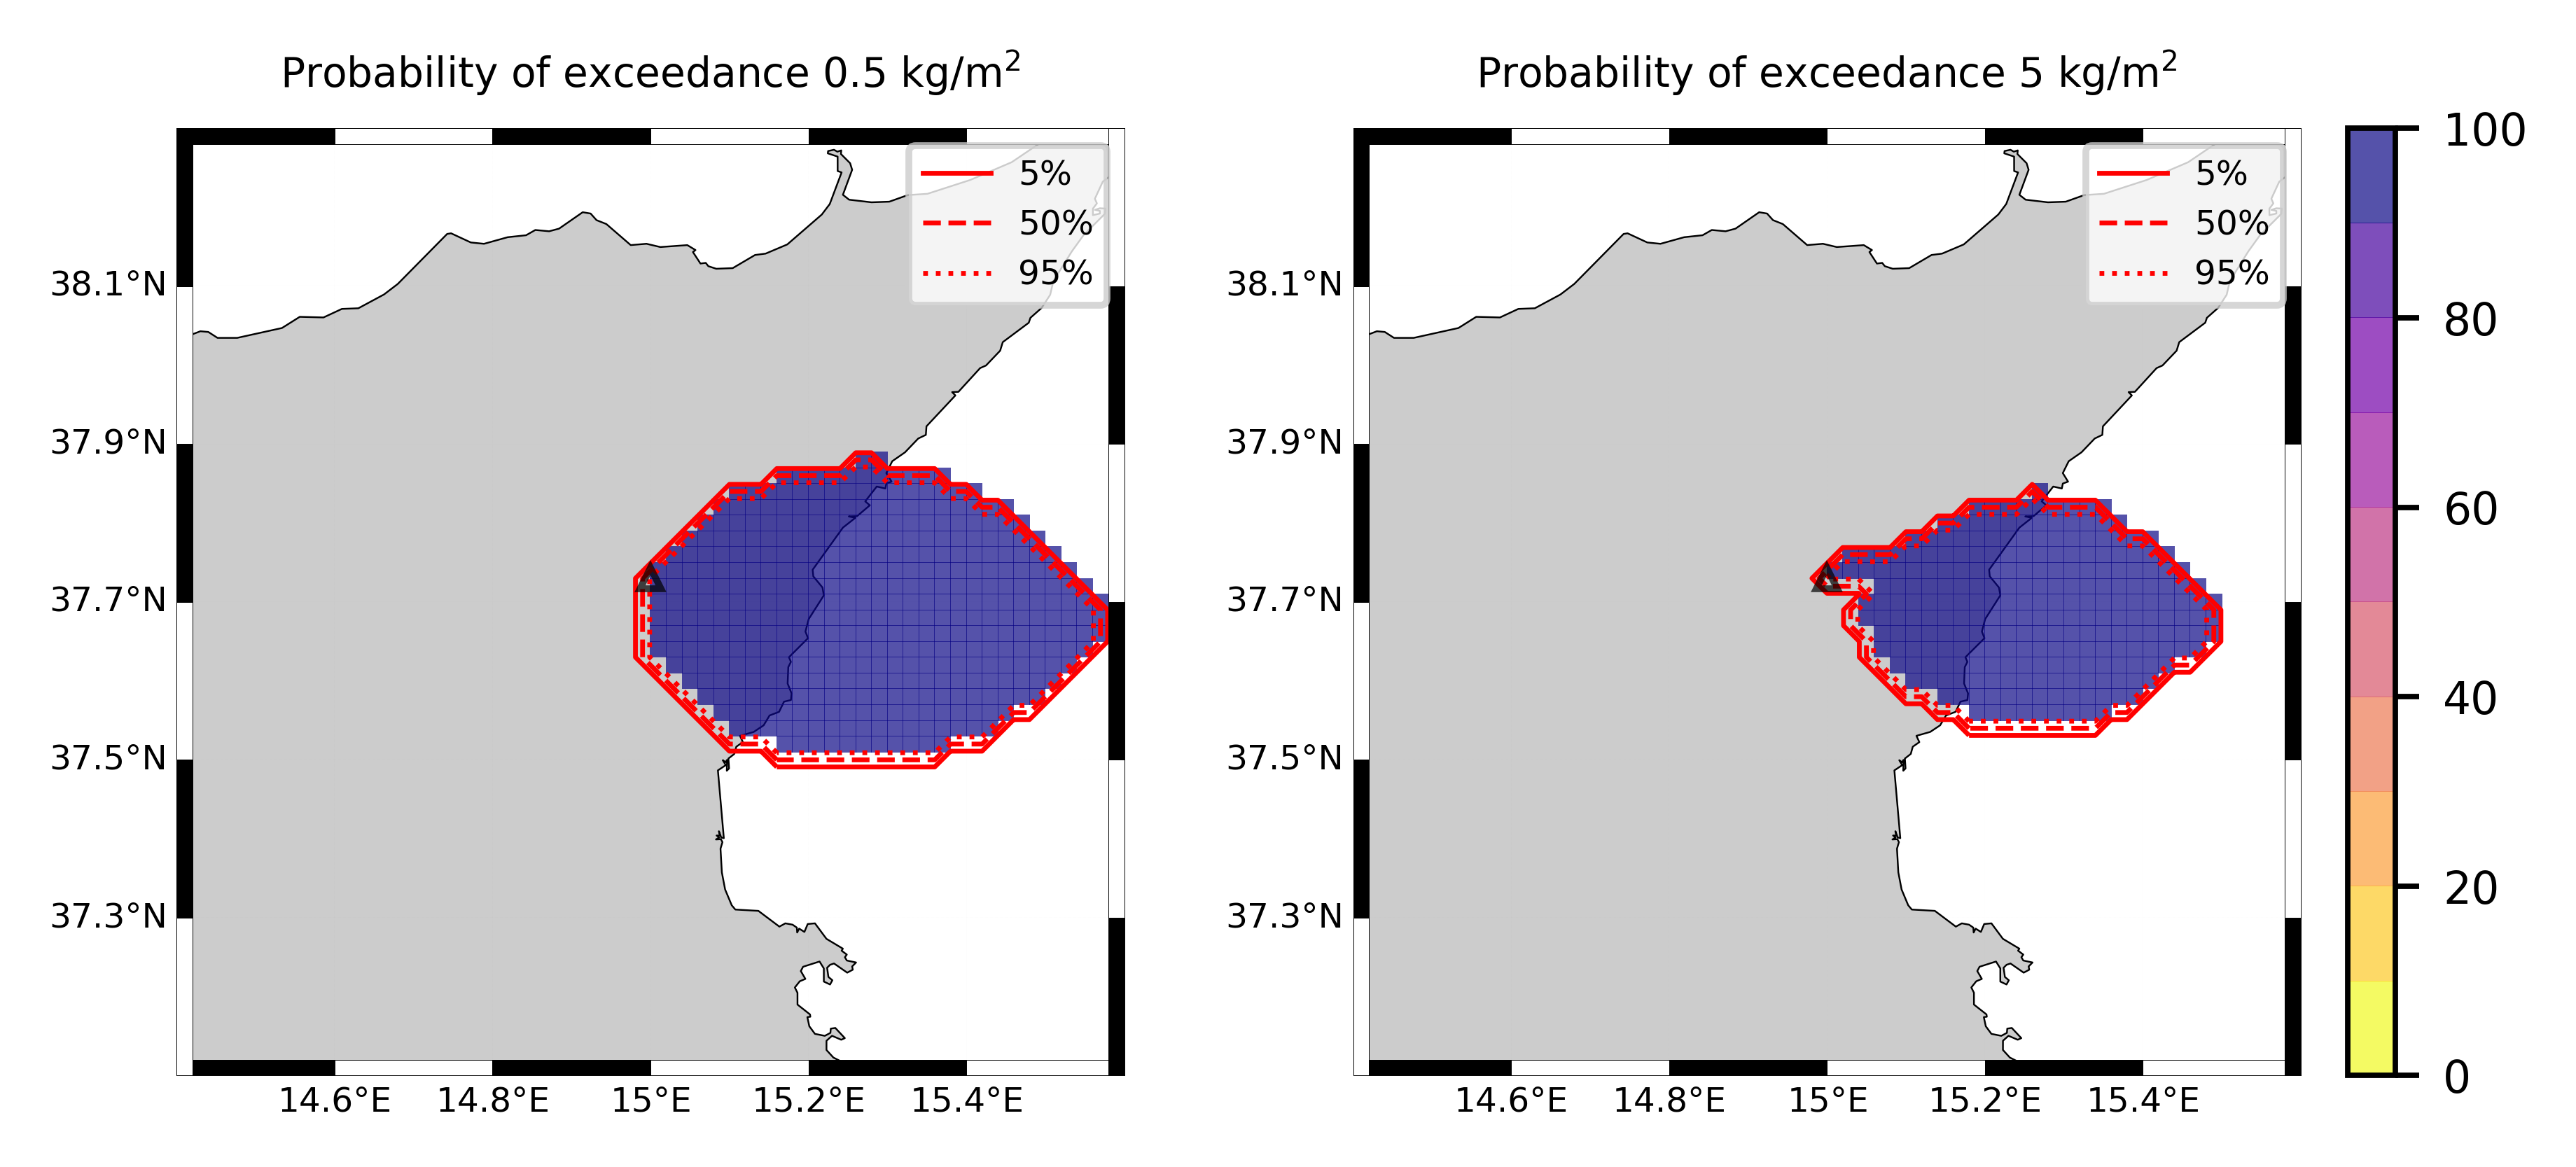 Probability of exceedance 0.5 kg/m²
5%
50%
95%
38.1°N
37.9°N
37.7°N
37.5°N
37.3°N
14.6°E 14.8°E 15°E 15.2°E 15.4°E
Probability of exceedance 5 kg/m²
5%
50%
95%
38.1°N
37.9°N
37.7°N
37.5°N
37.3°N
14.6°E 14.8°E 15°E 15.2°E 15.4°E
100
80
60
40
20
0